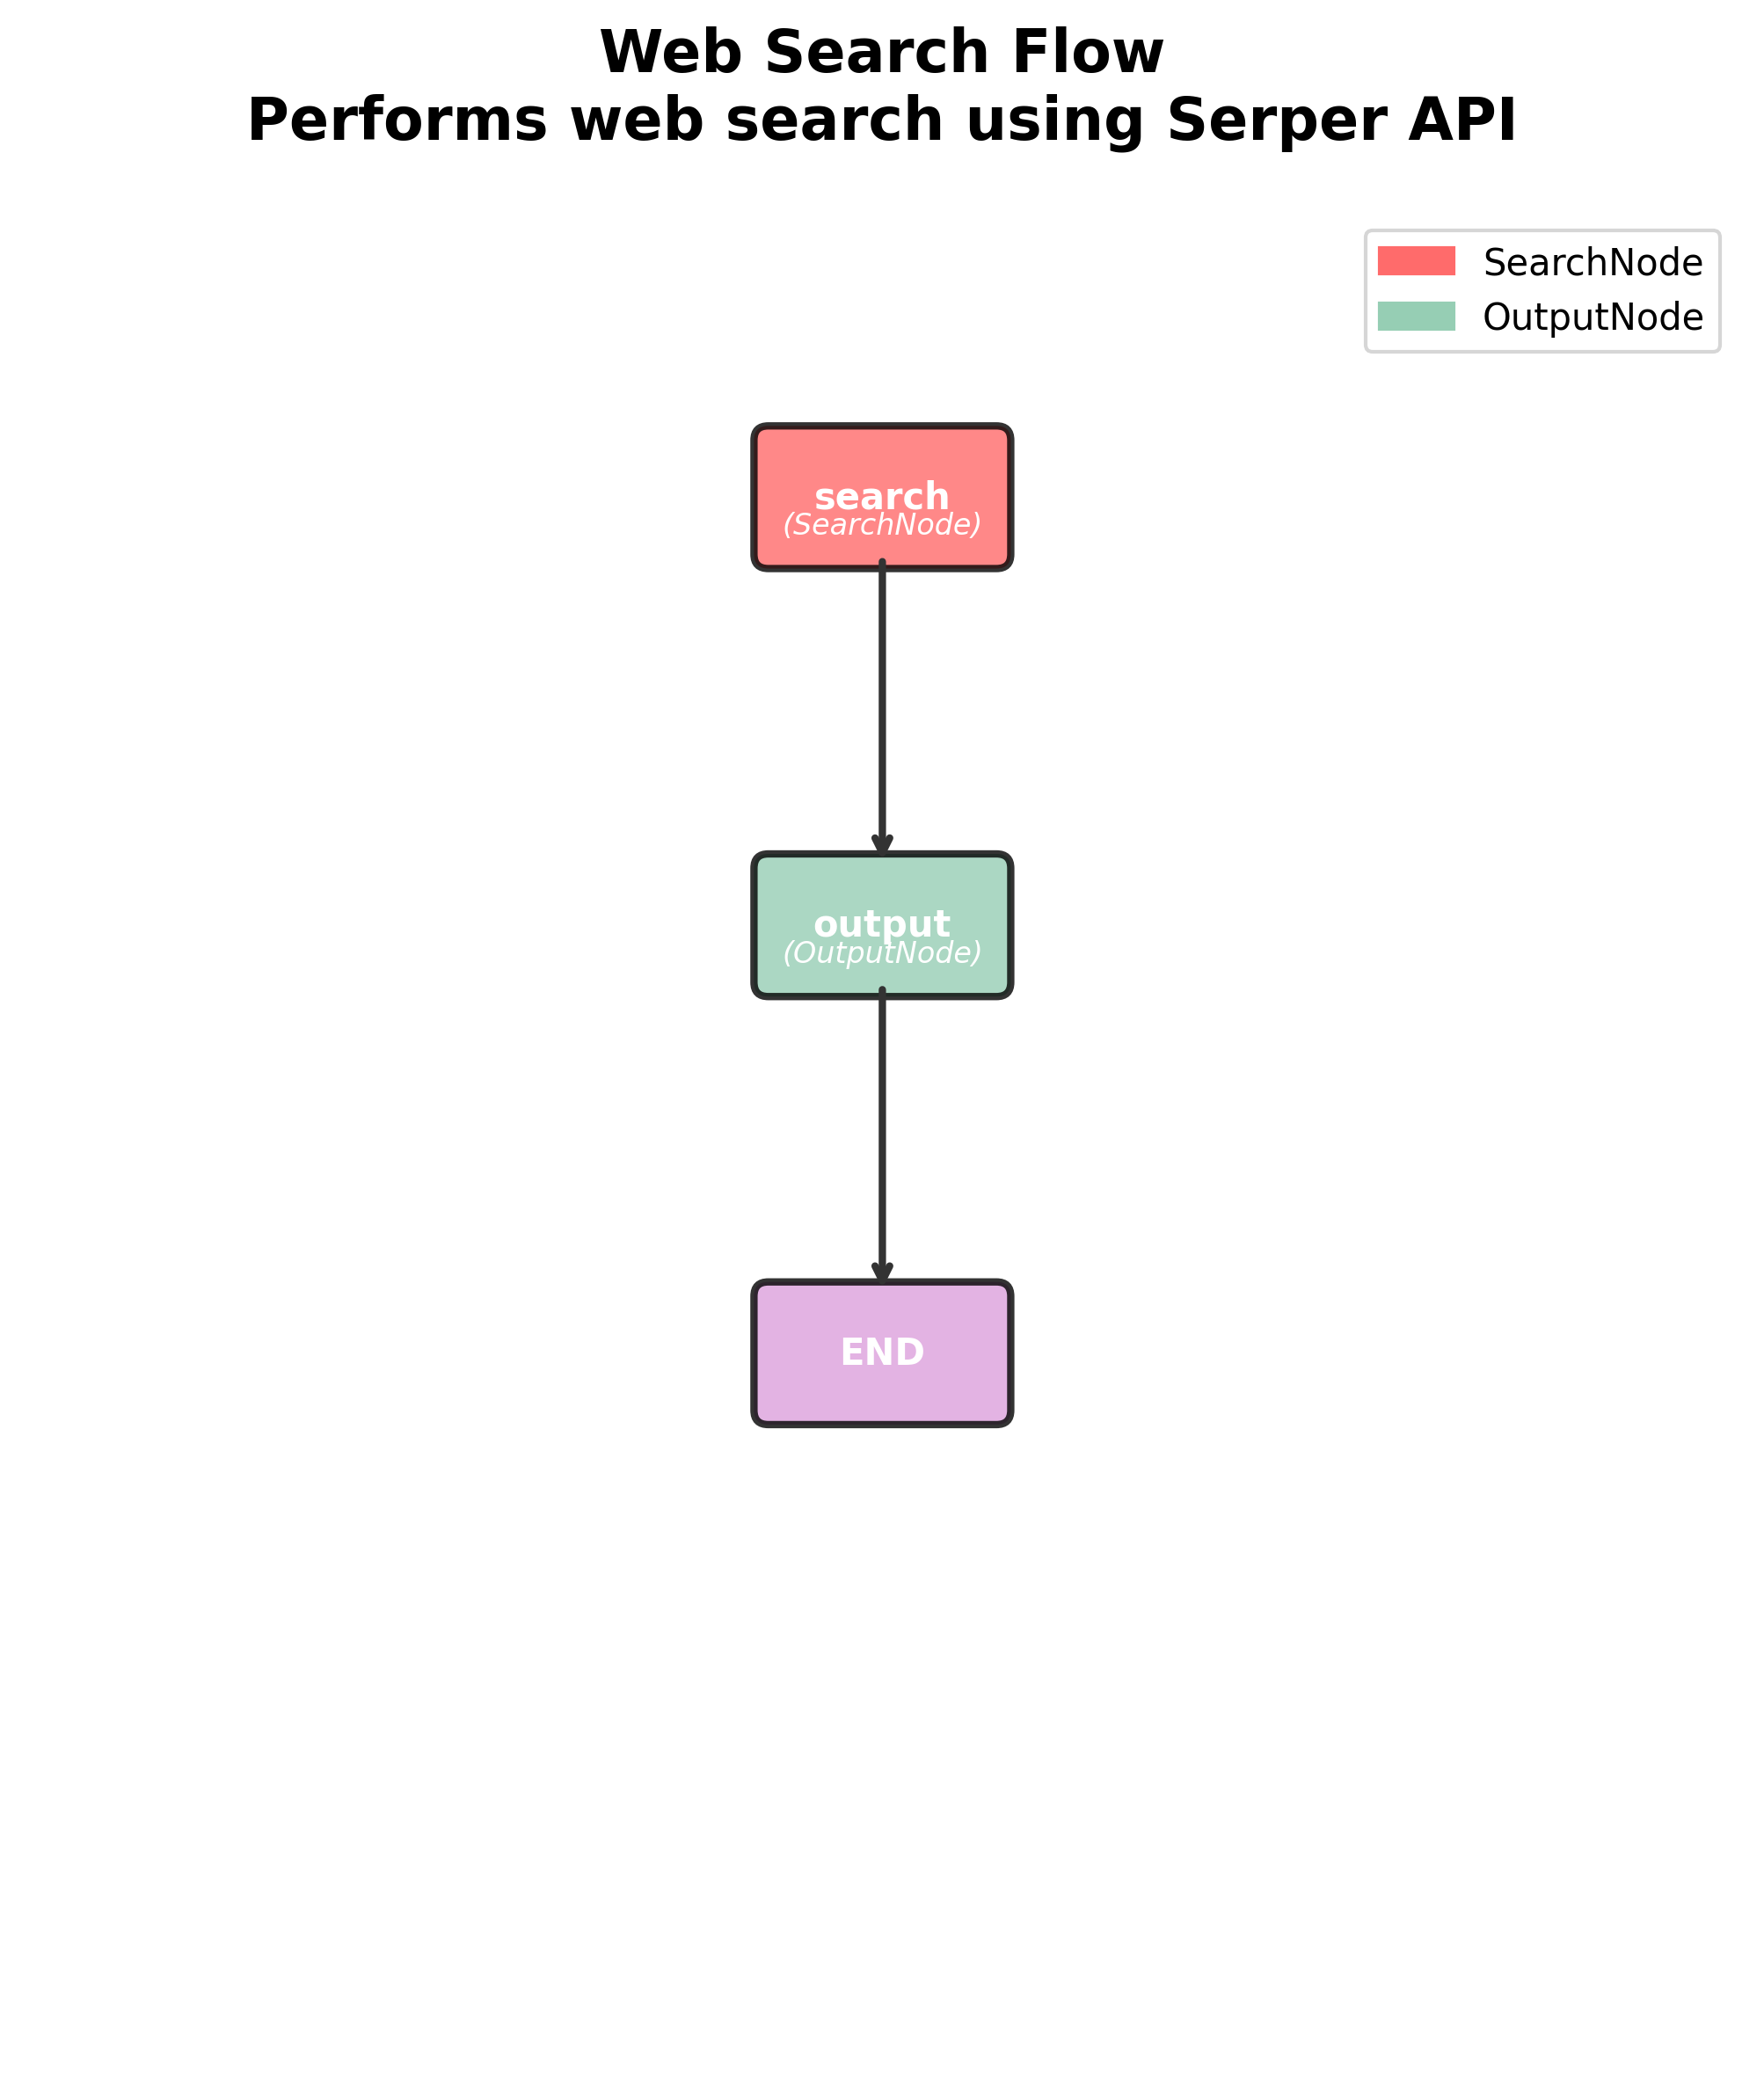 Web Search Flow
Performs web search using Serper API
SearchNode
OutputNode
search
(SearchNode)
output
(OutputNode)
END